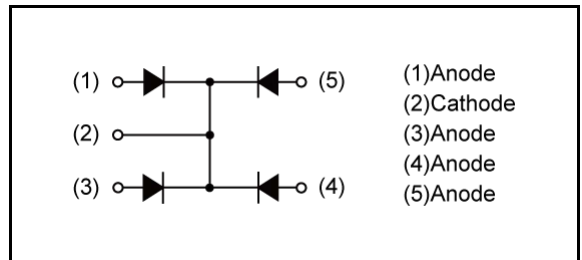 (1) (5)
(2)
(3) (4)
(1)Anode
(2)Cathode
(3)Anode
(4)Anode
(5)Anode